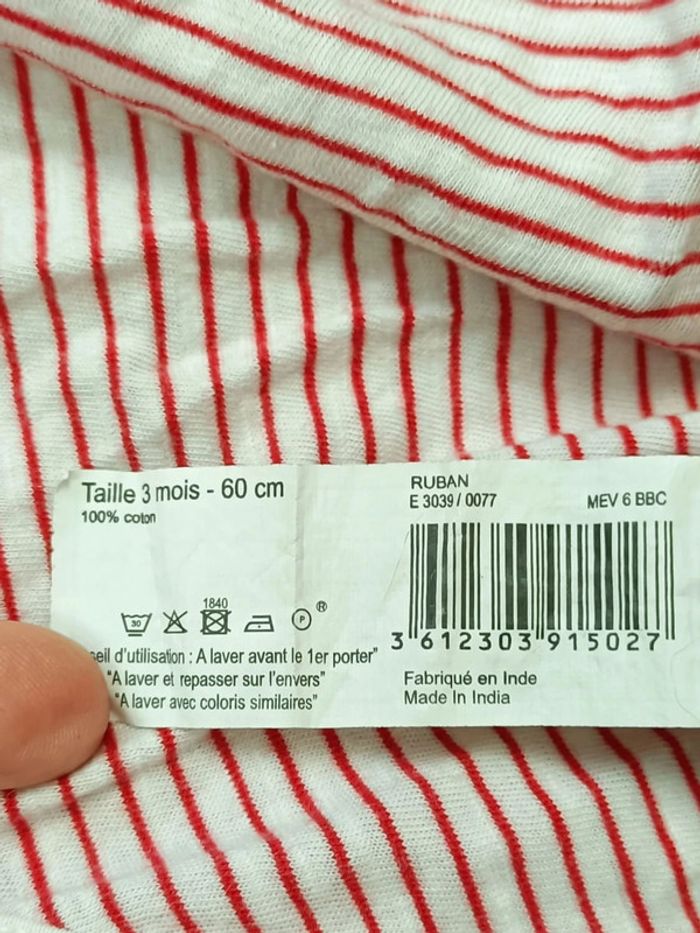 Taille 3 mois - 60 cm
100% coton
RUBAN
E 3039 / 0077
MEV 6 BBC
3 612303 915027
1840
30
P
®
d'utilisation : A laver avant le 1er porter"
"A laver et repasser sur l'envers"
"A laver avec coloris similaires"
Fabriqué en Inde
Made In India